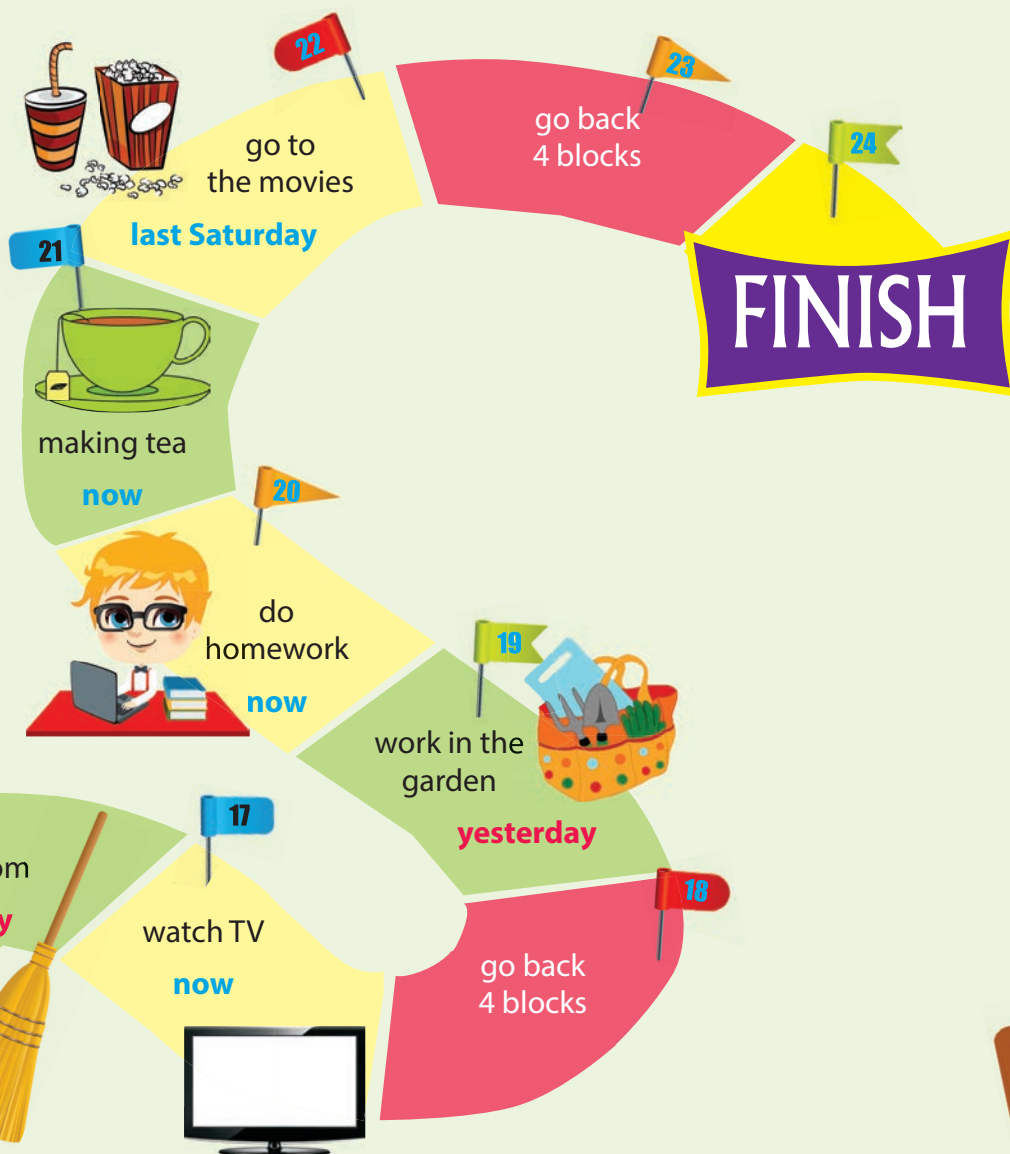 22
go to
the movies
last Saturday
23
go back
4 blocks
24
FINISH
21
making tea
now
20
do
homework
now
19
work in the
garden
yesterday
18
go back
4 blocks
17
watch TV
now